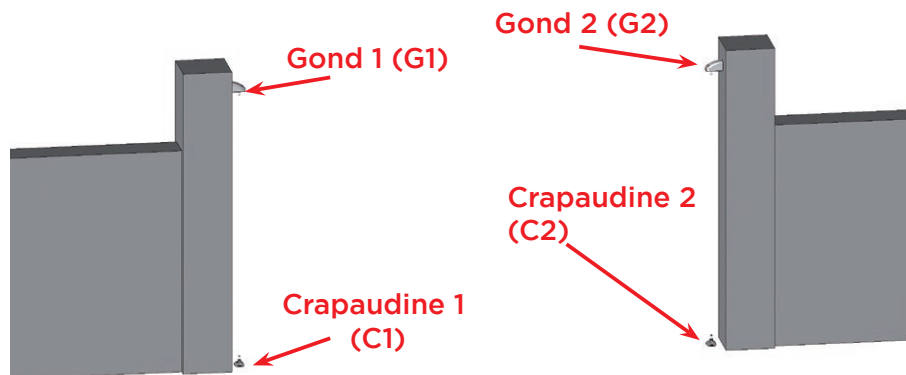 Gond 1 (G1)
Gond 2 (G2)
Crapaudine 2
(C2)
Crapaudine 1
(C1)